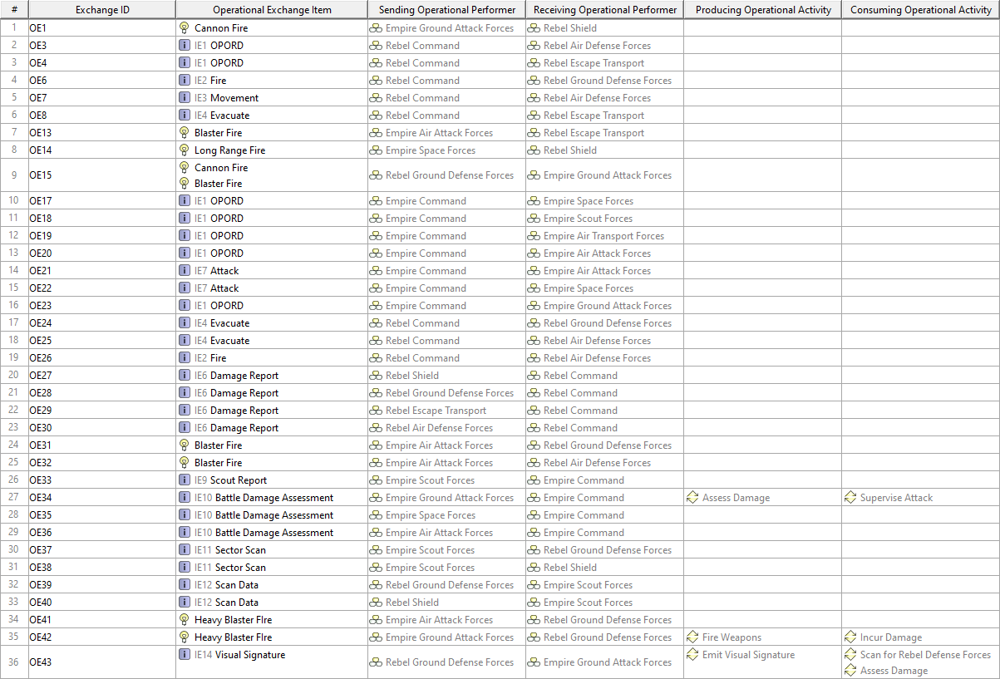 # Exchange ID Operational Exchange Item Sending Operational Performer Receiving Operational Performer Producing Operational Activity Consuming Operational Activity
1 OE1 Cannon Fire Empire Ground Attack Forces Rebel Shield
2 OE3 IE1 OPORD Rebel Command Rebel Air Defense Forces
3 OE4 IE1 OPORD Rebel Command Rebel Escape Transport
4 OE6 IE2 Fire Rebel Command Rebel Ground Defense Forces
5 OE7 IE3 Movement Rebel Command Rebel Air Defense Forces
6 OE8 IE4 Evacuate Rebel Command Rebel Escape Transport
7 OE13 Blaster Fire Empire Air Attack Forces Rebel Escape Transport
8 OE14 Long Range Fire Empire Space Forces Rebel Shield
9 OE15 Cannon Fire Rebel Ground Defense Forces Empire Ground Attack Forces
Blaster Fire
10 OE17 IE1 OPORD Empire Command Empire Space Forces
11 OE18 IE1 OPORD Empire Command Empire Scout Forces
12 OE19 IE1 OPORD Empire Command Empire Air Transport Forces
13 OE20 IE1 OPORD Empire Command Empire Air Attack Forces
14 OE21 IE7 Attack Empire Command Empire Air Attack Forces
15 OE22 IE7 Attack Empire Command Empire Space Forces
16 OE23 IE1 OPORD Empire Command Empire Ground Attack Forces
17 OE24 IE4 Evacuate Rebel Command Rebel Ground Defense Forces
18 OE25 IE4 Evacuate Rebel Command Rebel Air Defense Forces
19 OE26 IE2 Fire Rebel Command Rebel Air Defense Forces
20 OE27 IE6 Damage Report Rebel Shield Rebel Command
21 OE28 IE6 Damage Report Rebel Ground Defense Forces Rebel Command
22 OE29 IE6 Damage Report Rebel Escape Transport Rebel Command
23 OE30 IE6 Damage Report Rebel Air Defense Forces Rebel Command
24 OE31 Blaster Fire Empire Air Attack Forces Rebel Ground Defense Forces
25 OE32 Blaster Fire Empire Air Attack Forces Rebel Air Defense Forces
26 OE33 IE9 Scout Report Empire Scout Forces Empire Command
27 OE34 IE10 Battle Damage Assessment Empire Ground Attack Forces Empire Command Assess Damage Supervise Attack
28 OE35 IE10 Battle Damage Assessment Empire Space Forces Empire Command
29 OE36 IE10 Battle Damage Assessment Empire Air Attack Forces Empire Command
30 OE37 IE11 Sector Scan Empire Scout Forces Rebel Ground Defense Forces
31 OE38 IE11 Sector Scan Empire Scout Forces Rebel Shield
32 OE39 IE12 Scan Data Rebel Ground Defense Forces Empire Scout Forces
33 OE40 IE12 Scan Data Rebel Shield Empire Scout Forces
34 OE41 Heavy Blaster FIre Empire Air Attack Forces Rebel Ground Defense Forces
35 OE42 Heavy Blaster FIre Empire Ground Attack Forces Rebel Ground Defense Forces Fire Weapons Incur Damage
36 OE43 IE14 Visual Signature Rebel Ground Defense Forces Empire Ground Attack Forces Emit Visual Signature Scan for Rebel Defense Forces
Assess Damage